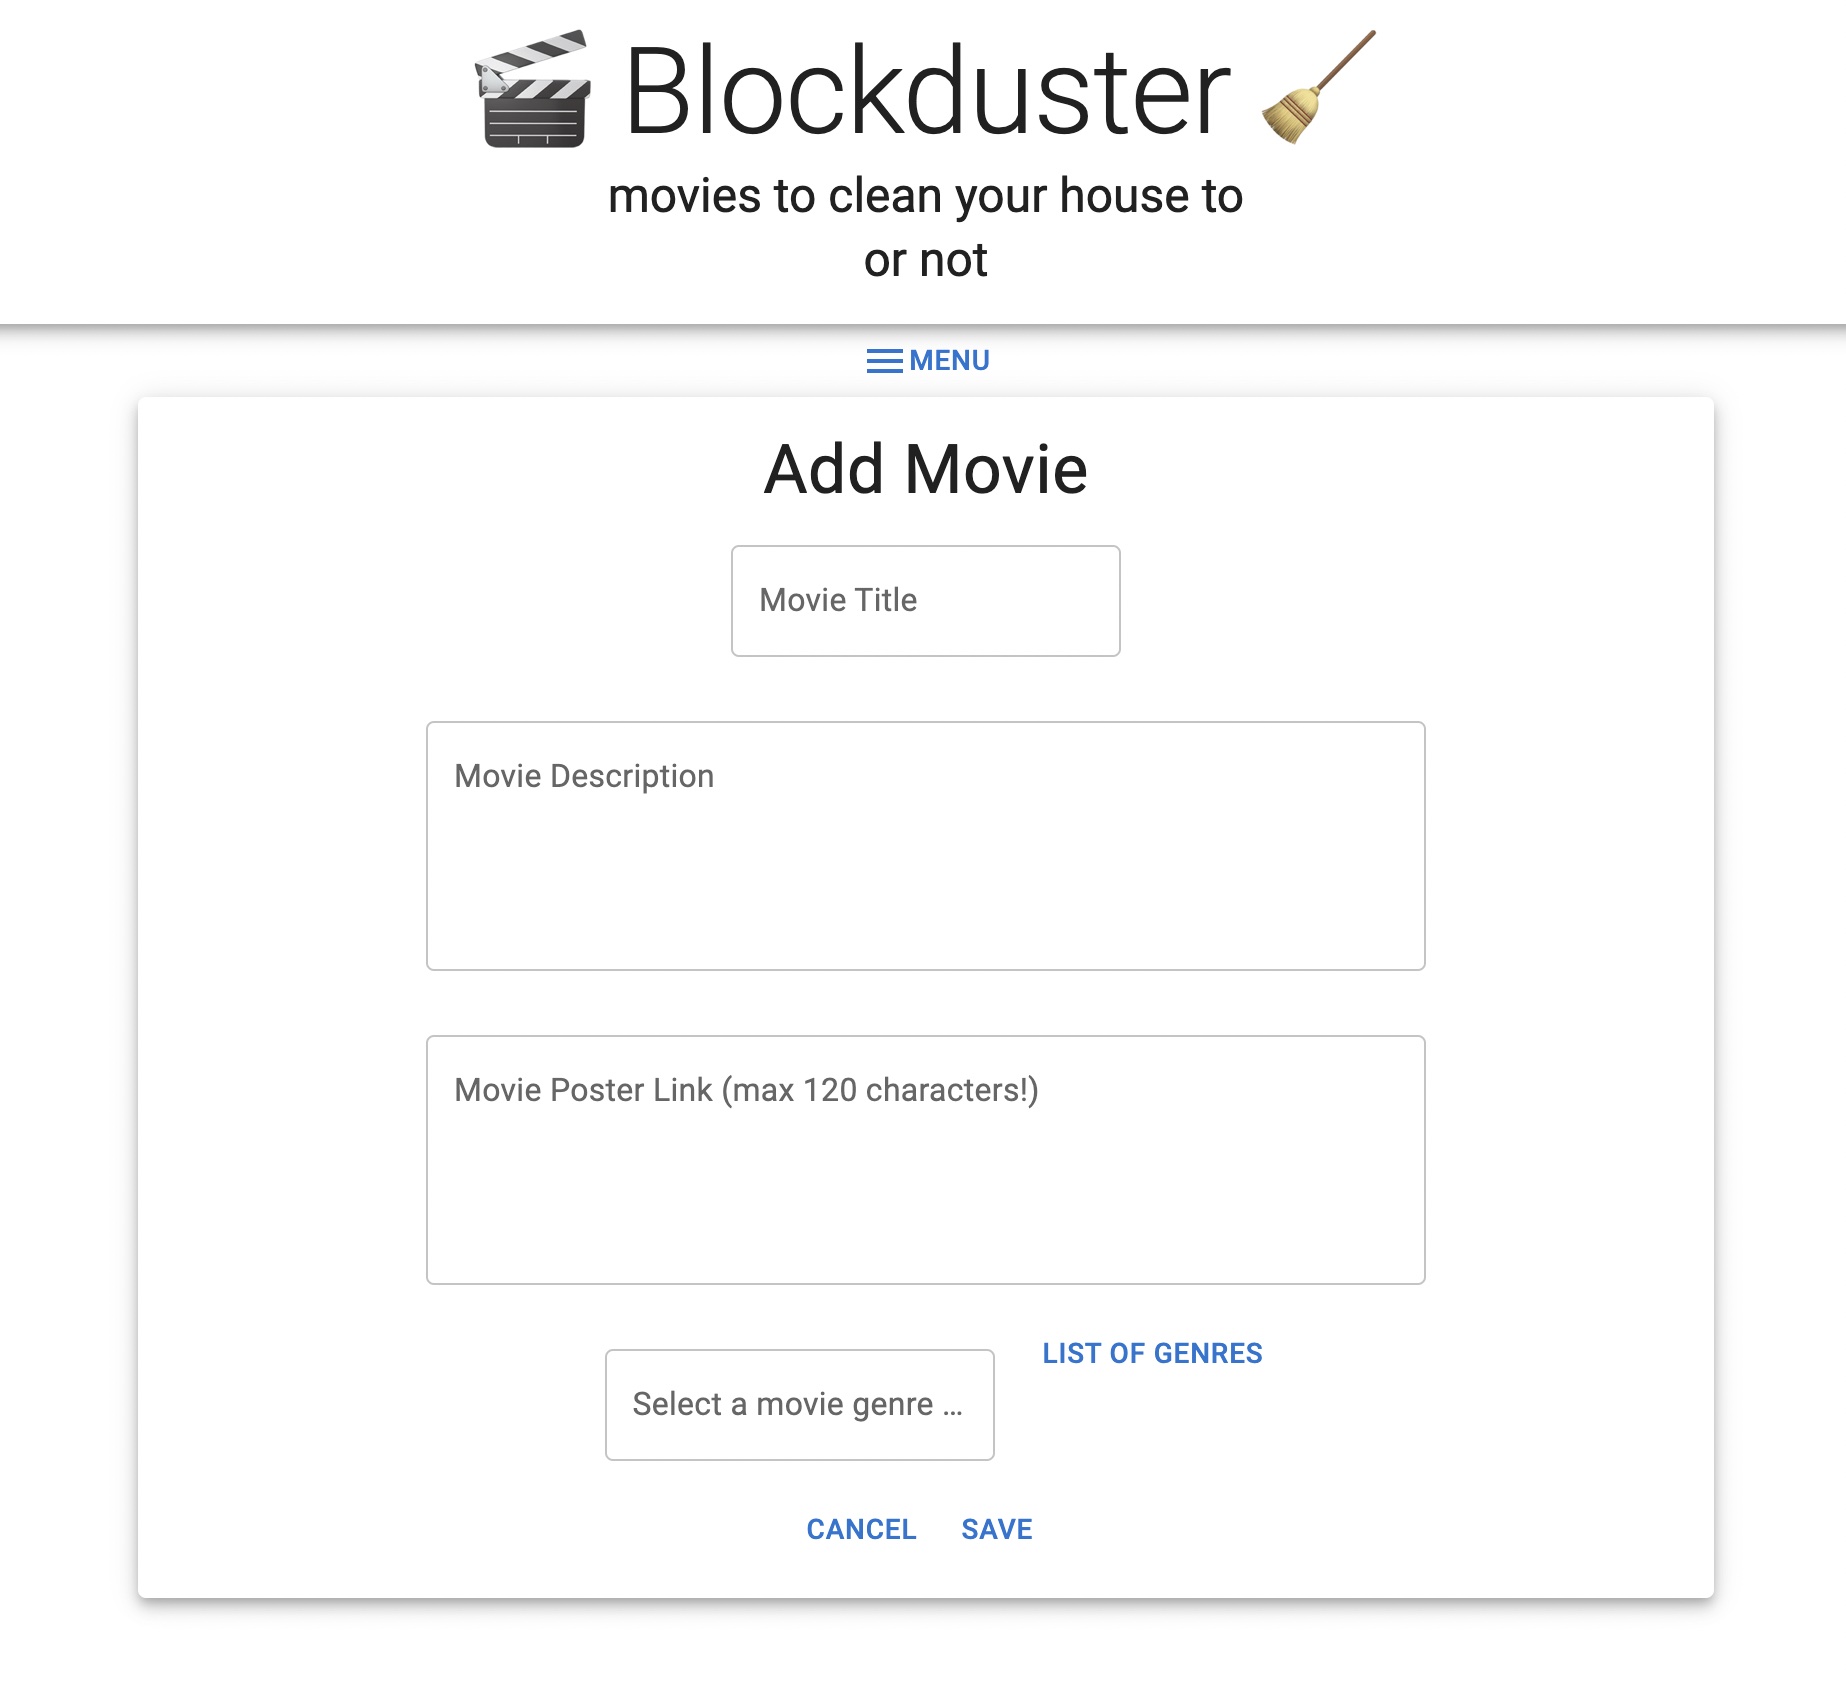 Blockduster
movies to clean your house to
or not
MENU
Add Movie
Movie Title
Movie Description
Movie Poster Link (max 120 characters!)
Select a movie genre ...
LIST OF GENRES
CANCEL SAVE